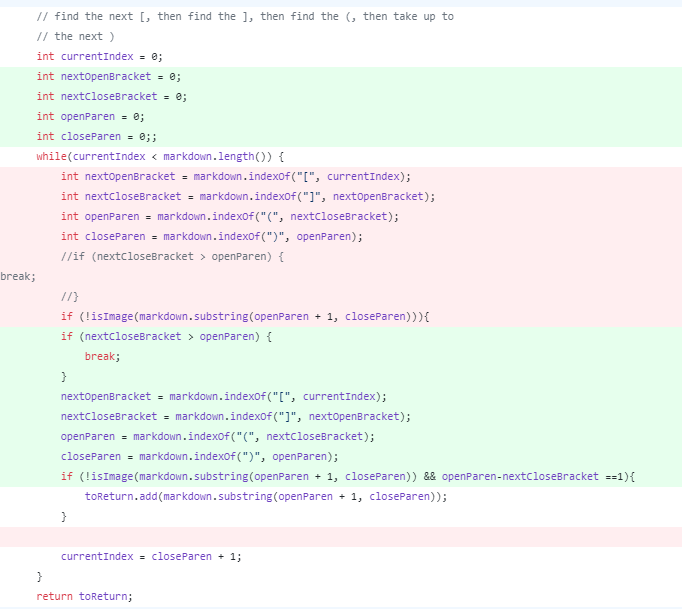 // find the next [, then find the ], then find the (, then take up to
// the next )
int currentIndex = 0;
int nextOpenBracket = 0;
int nextCloseBracket = 0;
int openParen = 0;
int closeParen = 0;;
while(currentIndex < markdown.length()) {
int nextOpenBracket = markdown.indexOf("[", currentIndex);
int nextCloseBracket = markdown.indexOf("]", nextOpenBracket);
int openParen = markdown.indexOf("(", nextCloseBracket);
int closeParen = markdown.indexOf(")", openParen);
//if (nextCloseBracket > openParen) {
break;
//}
if (!isImage(markdown.substring(openParen + 1, closeParen))){
if (nextCloseBracket > openParen) {
break;
}
nextOpenBracket = markdown.indexOf("[", currentIndex);
nextCloseBracket = markdown.indexOf("]", nextOpenBracket);
openParen = markdown.indexOf("(", nextCloseBracket);
closeParen = markdown.indexOf(")", openParen);
if (!isImage(markdown.substring(openParen + 1, closeParen)) && openParen-nextCloseBracket ==1){
toReturn.add(markdown.substring(openParen + 1, closeParen));
}
currentIndex = closeParen + 1;
}
return toReturn;